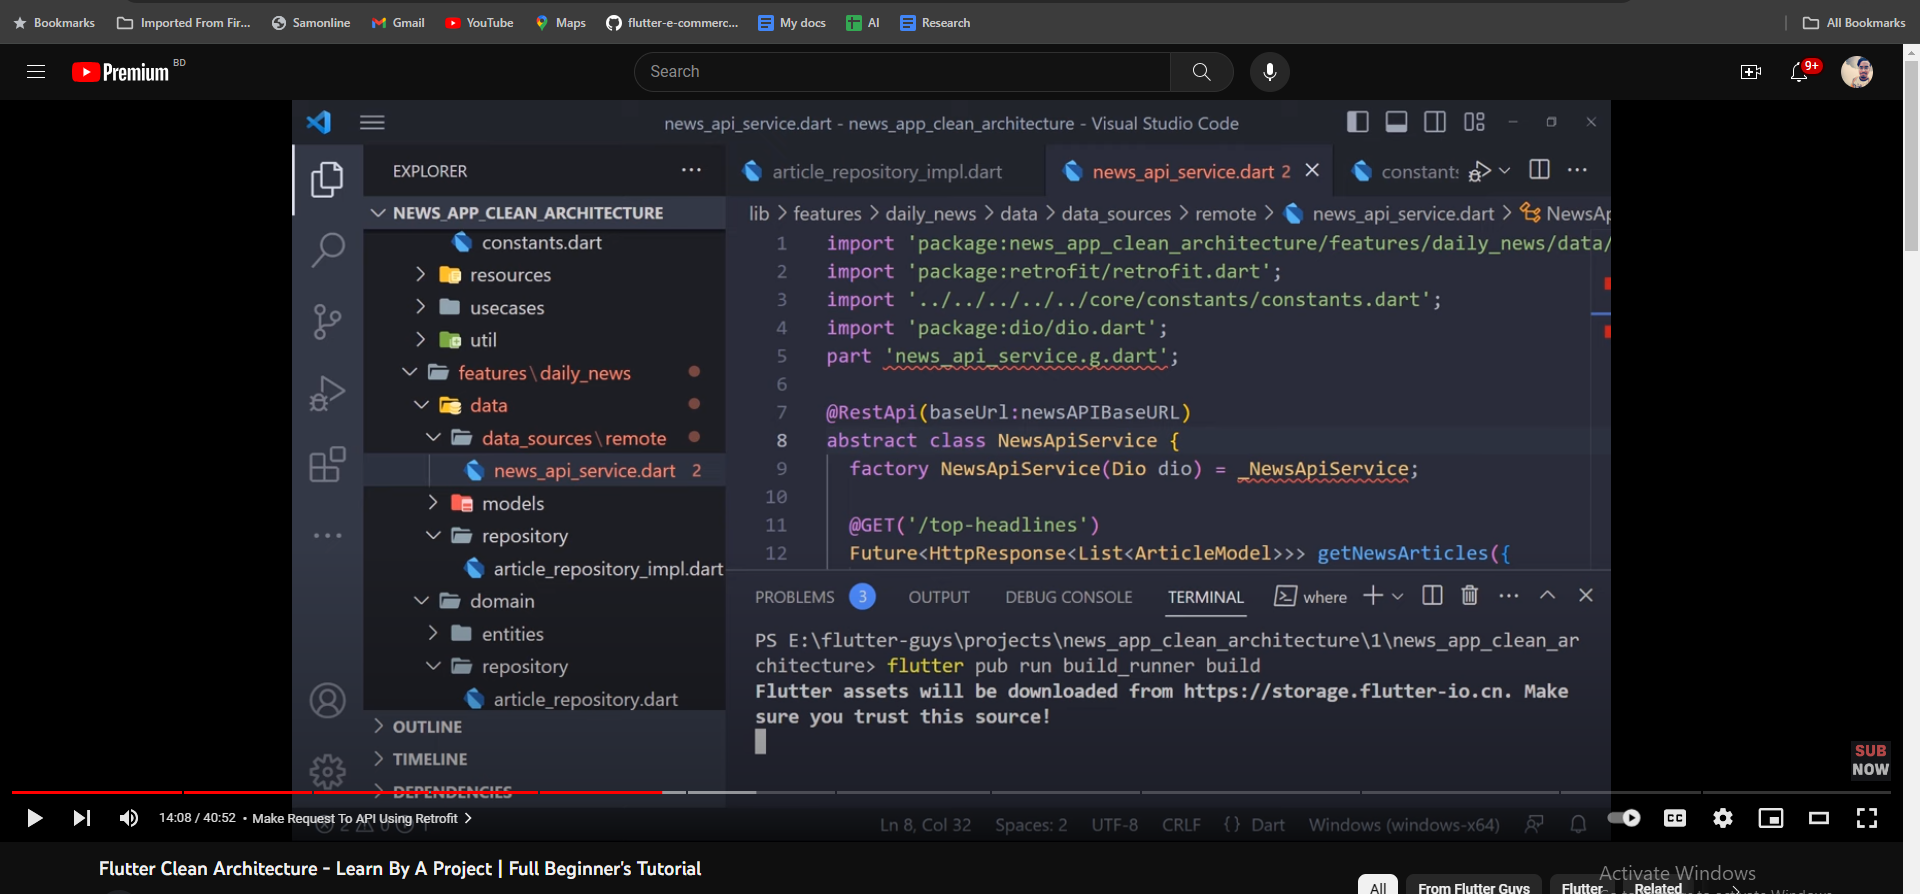 Bookmarks
Imported From Fir...
Samonline
Gmail
YouTube
Maps
flutter-e-commerc...
My docs
AI
Research
All Bookmarks
Premium BD
Search
9+
news_api_service.dart - news_app_clean_architecture - Visual Studio Code
EXPLORER
article_repository_impl.dart
news_api_service.dart 2
constants
NEWS_APP_CLEAN_ARCHITECTURE
lib > features > daily_news > data > data_sources > remote > news_api_service.dart > NewsAp
constants.dart
resources
usecases
util
features\daily_news
data
data_sources\remote
news_api_service.dart 2
models
repository
article_repository_impl.dart
domain
entities
repository
article_repository.dart
OUTLINE
TIMELINE
DEPENDENCIES
1 import 'package:news_app_clean_architecture/features/daily_news/data/
2 import 'package:retrofit/retrofit.dart';
3 import '../../../../../core/constants/constants.dart';
4 import 'package:dio/dio.dart';
5 part 'news_api_service.g.dart';
6
7 @RestApi(baseUrl:newsAPIBaseURL)
8 abstract class NewsApiService {
9 factory NewsApiService(Dio dio) = _NewsApiService;
10
11 @GET('/top-headlines')
12 Future<HttpResponse<List<ArticleModel>>> getNewsArticles({
PROBLEMS 3 OUTPUT DEBUG CONSOLE TERMINAL where
PS E:\flutter-guys\projects\news_app_clean_architecture\1\news_app_clean_ar
chitecture> flutter pub run build_runner build
Flutter assets will be downloaded from https://storage.flutter-io.cn. Make
sure you trust this source!
SUB
NOW
14:08 / 40:52 • Make Request To API Using Retrofit >
Ln 8, Col 32 Spaces: 2 UTF-8 CRLF {} Dart Windows (windows-x64)
CC
Flutter Clean Architecture - Learn By A Project | Full Beginner's Tutorial
Activate Windows
All
From Flutter Guys
Flutter
Related